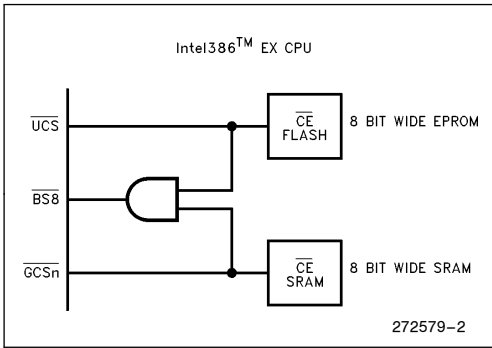 Intel386™ EX CPU
UCS
CE
FLASH
8 BIT WIDE EPROM
BS8
GCSn
CE
SRAM
8 BIT WIDE SRAM
272579-2